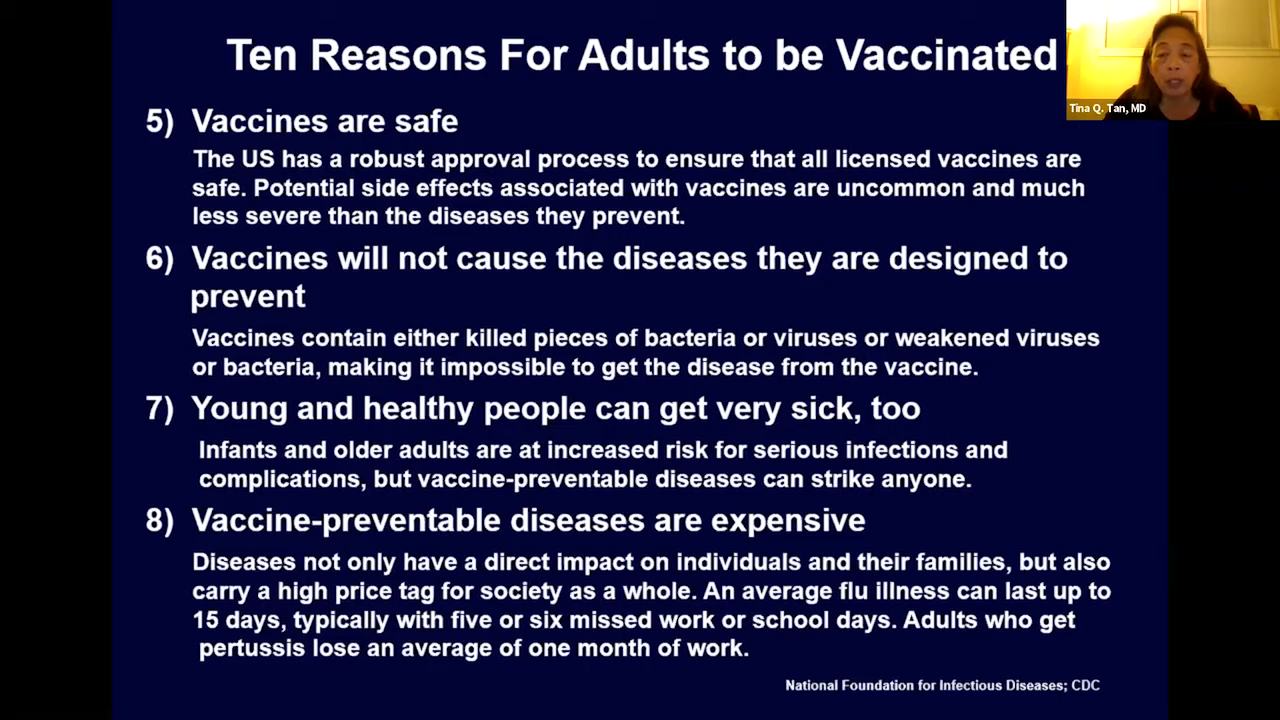 Ten Reasons For Adults to be Vaccinated
Tina Q. Tan, MD
5) Vaccines are safe
The US has a robust approval process to ensure that all licensed vaccines are
safe. Potential side effects associated with vaccines are uncommon and much
less severe than the diseases they prevent.
6) Vaccines will not cause the diseases they are designed to
prevent
Vaccines contain either killed pieces of bacteria or viruses or weakened viruses
or bacteria, making it impossible to get the disease from the vaccine.
7) Young and healthy people can get very sick, too
Infants and older adults are at increased risk for serious infections and
complications, but vaccine-preventable diseases can strike anyone.
8) Vaccine-preventable diseases are expensive
Diseases not only have a direct impact on individuals and their families, but also
carry a high price tag for society as a whole. An average flu illness can last up to
15 days, typically with five or six missed work or school days. Adults who get
pertussis lose an average of one month of work.
National Foundation for Infectious Diseases; CDC